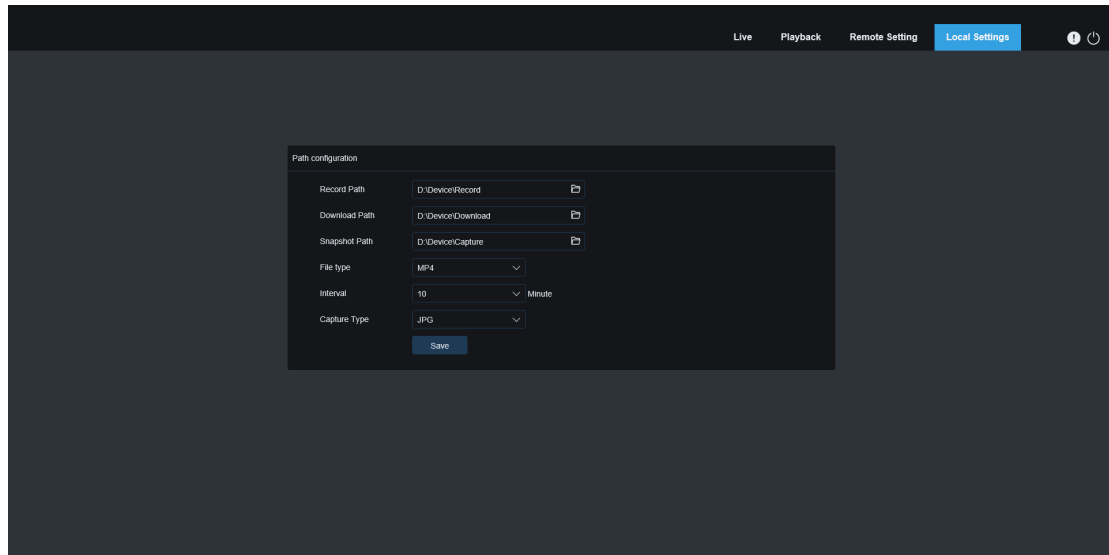 Live Playback Remote Setting Local Settings
Path configuration
Record Path D:\Device\Record
Download Path D:\Device\Download
Snapshot Path D:\Device\Capture
File type MP4
Interval 10 Minute
Capture Type JPG
Save